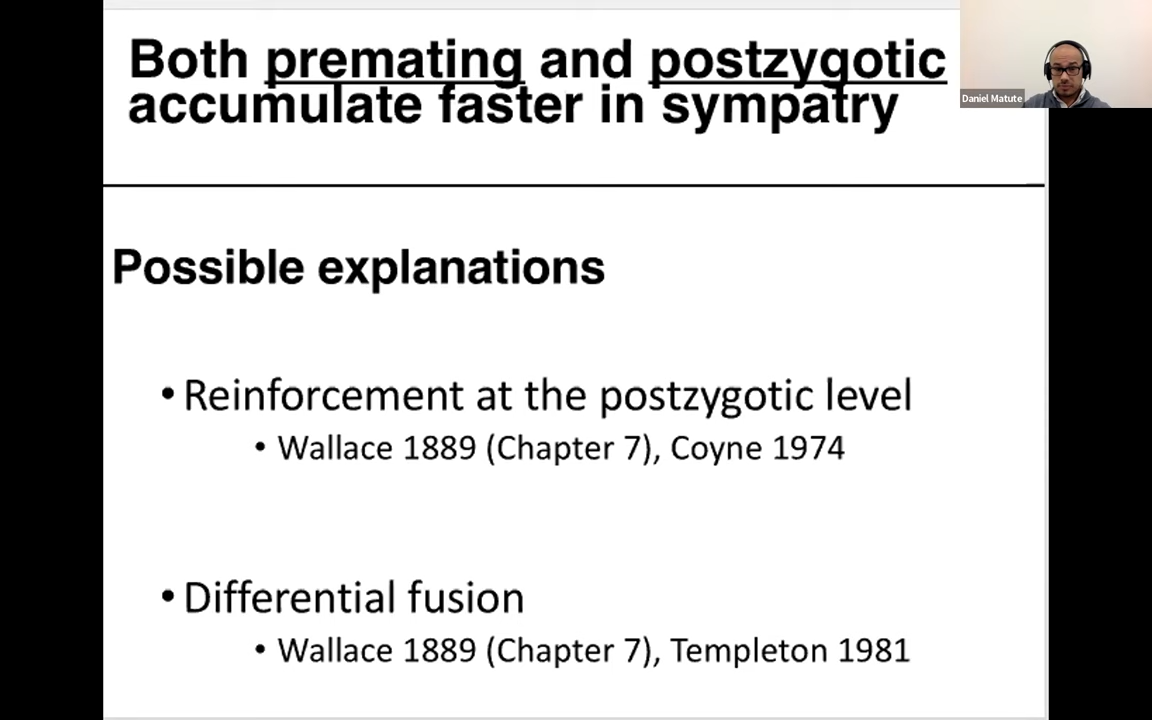 Both premating and postzygotic
accumulate faster in sympatry
Daniel Matute
Possible explanations
• Reinforcement at the postzygotic level
• Wallace 1889 (Chapter 7), Coyne 1974
• Differential fusion
• Wallace 1889 (Chapter 7), Templeton 1981